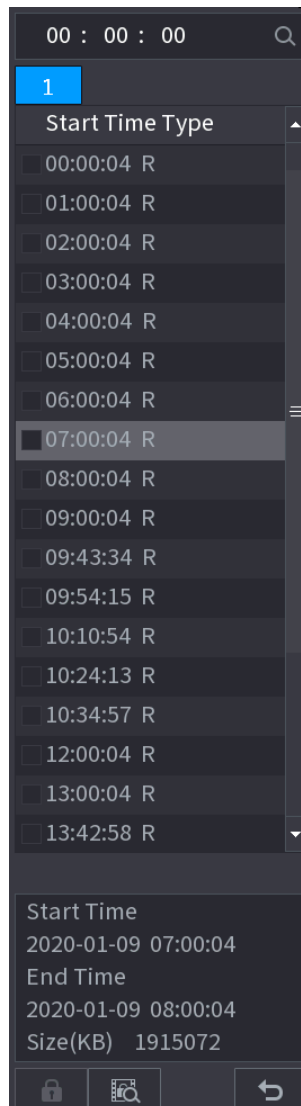 00 : 00 : 00
1
Start Time Type
00:00:04 R
01:00:04 R
02:00:04 R
03:00:04 R
04:00:04 R
05:00:04 R
06:00:04 R
07:00:04 R
08:00:04 R
09:00:04 R
09:43:34 R
09:54:15 R
10:10:54 R
10:24:13 R
10:34:57 R
12:00:04 R
13:00:04 R
13:42:58 R
Start Time
2020-01-09 07:00:04
End Time
2020-01-09 08:00:04
Size(KB) 1915072